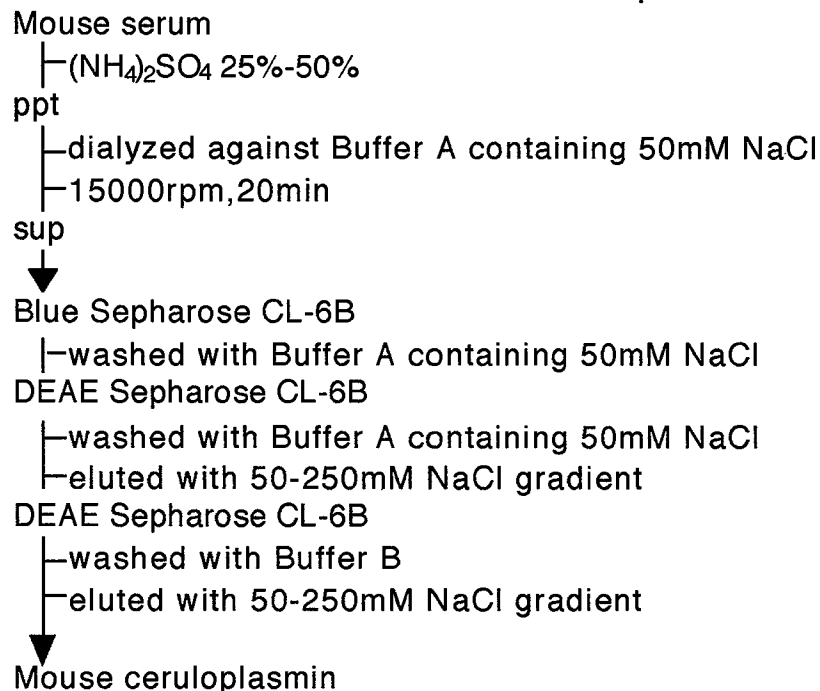 Mouse serum
(NH4)2SO4 25%-50%
ppt
dialyzed against Buffer A containing 50mM NaCl
15000rpm,20min
sup
Blue Sepharose CL-6B
washed with Buffer A containing 50mM NaCl
DEAE Sepharose CL-6B
washed with Buffer A containing 50mM NaCl
eluted with 50-250mM NaCl gradient
DEAE Sepharose CL-6B
washed with Buffer B
eluted with 50-250mM NaCl gradient
Mouse ceruloplasmin